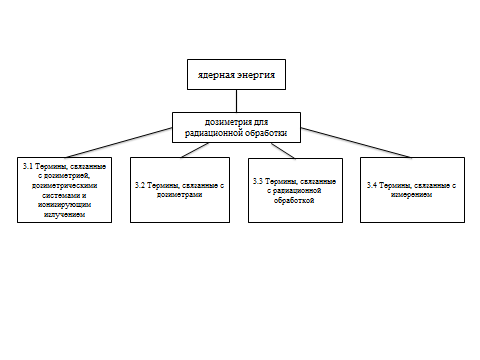 ядерная энергия
дозиметрия для
радиационной обработки
3.1 Термины, связанные
с дозиметрией,
дозиметрическими
системами и
ионизирующим
излучением
3.2 Термины, связанные с
дозиметрами
3.3 Термины, связанные
с радиационной
обработкой
3.4 Термины, связанные с
измерением